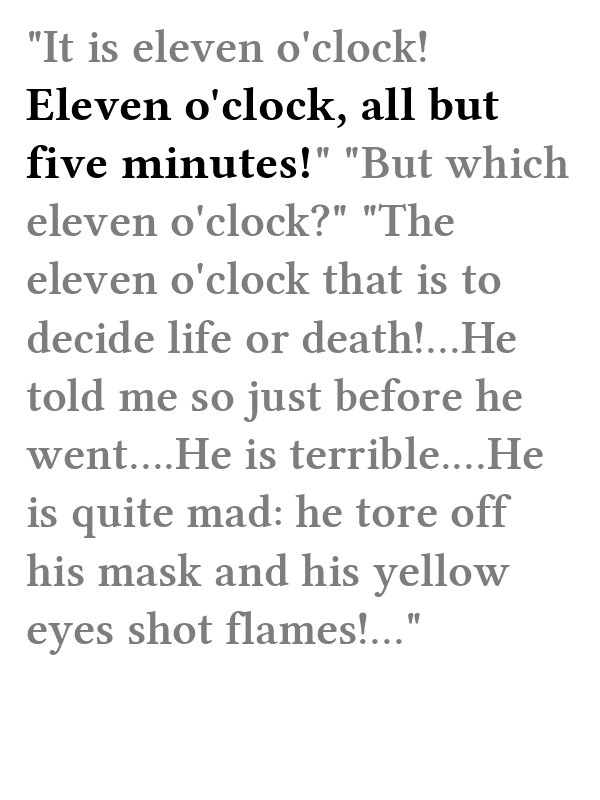 "It is eleven o'clock!
Eleven o'clock, all but
five minutes!" "But which
eleven o'clock?" "The
eleven o'clock that is to
decide life or death!...He
told me so just before he
went....He is terrible....He
is quite mad: he tore off
his mask and his yellow
eyes shot flames!..."